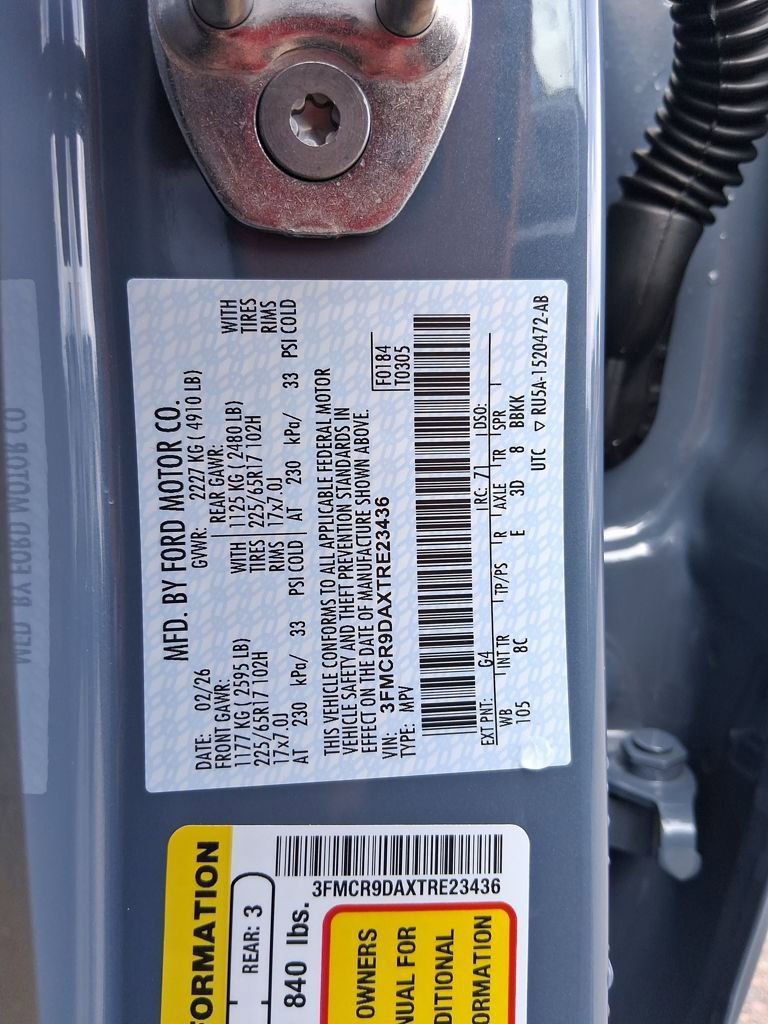 MFD. BY FORD MOTOR CO.
DATE: 02/26 GVWR: 2227 KG ( 4910 LB)
FRONT GAWR: REAR GAWR:
1177 KG ( 2595 LB) WITH 1125 KG ( 2480 LB) WITH
225/65R17 102H TIRES 225/65R17 102H TIRES
17x7.0J RIMS 17x7.0J RIMS
AT 230 kPa/ 33 PSI COLD AT 230 kPa/ 33 PSI COLD
THIS VEHICLE CONFORMS TO ALL APPLICABLE FEDERAL MOTOR
VEHICLE SAFETY AND THEFT PREVENTION STANDARDS IN
EFFECT ON THE DATE OF MANUFACTURE SHOWN ABOVE.
VIN: 3FMCR9DAXTRE23436 F0184
TYPE: MPV T0305
EXT PNT: G4 RC: 71 DSO:
WB INT TR TP/PS R AXLE TR SPR
105 8C E 3D 8 BBKK
UTC ▽ RU5A-1520472-AB
ORMATION
REAR: 3
840 lbs.
3FMCR9DAXTRE23436
OWNERS
NUAL FOR
DITIONAL
ORMATION